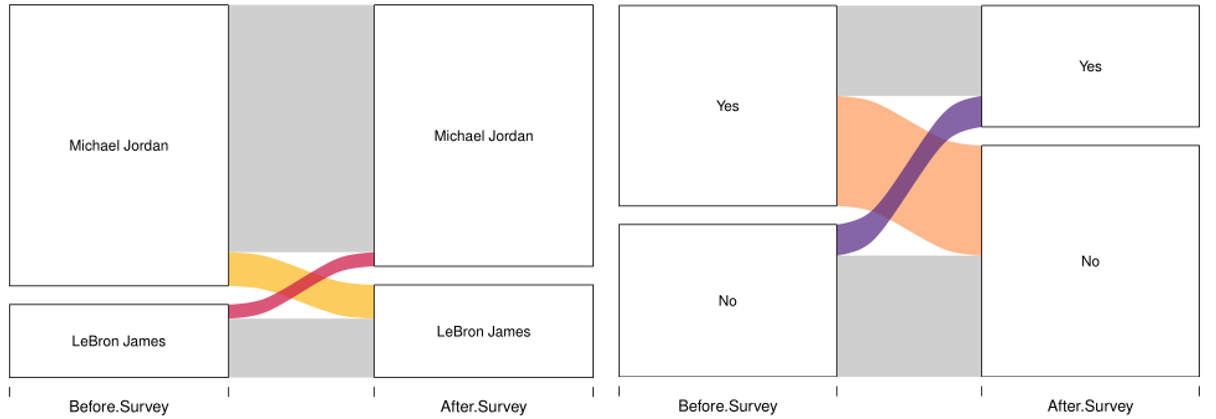 Michael Jordan
Michael Jordan
LeBron James
LeBron James
Before.Survey
After.Survey
Yes
Yes
No
No
Before.Survey
After.Survey